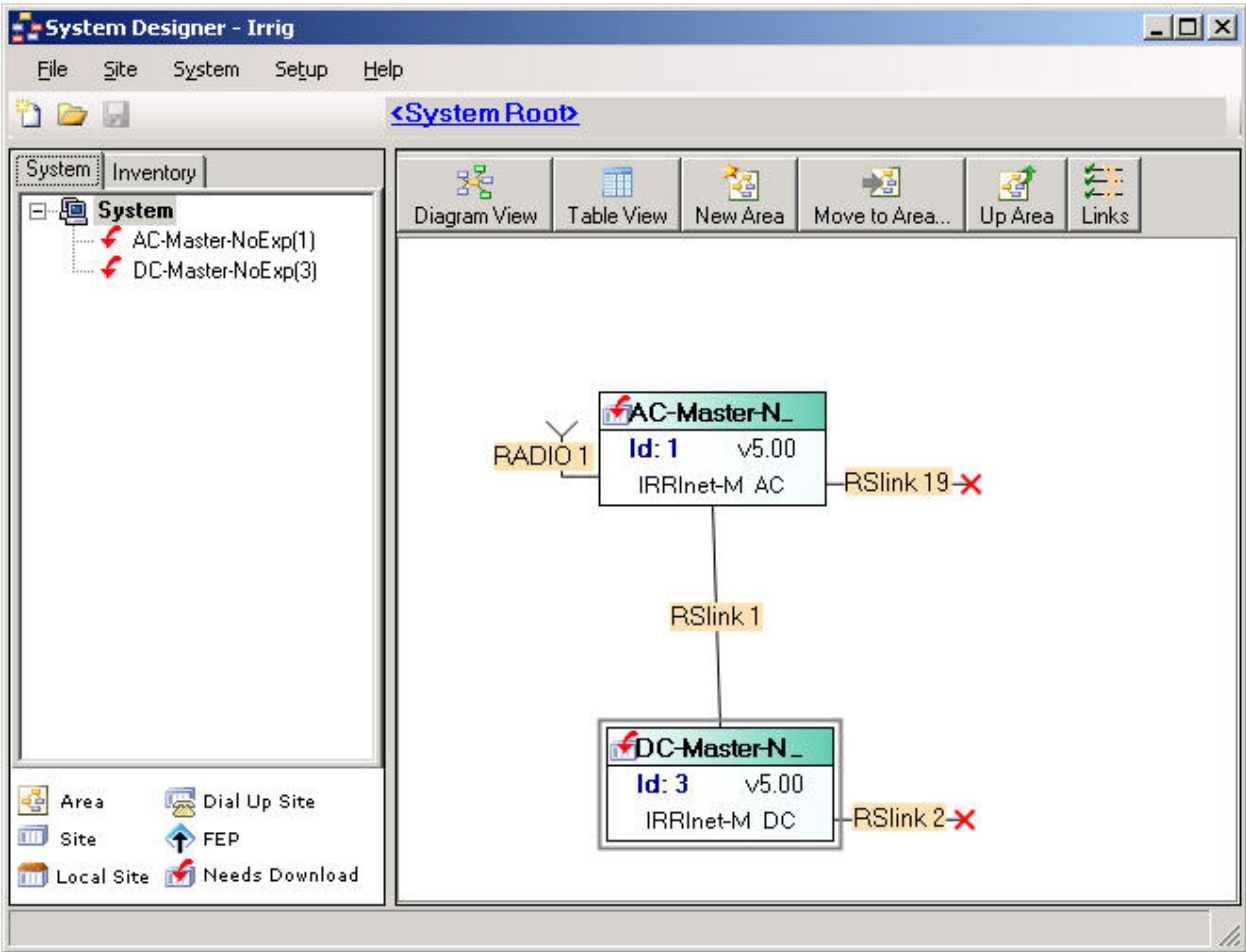 System Designer - Irrig
File Site System Setup Help
<System Root>
System Inventory
System
AC-Master-NoExp(1)
DC-Master-NoExp(3)
Diagram View Table View New Area Move to Area... Up Area Links
AC-Master-N_
Id: 1 v5.00
IRRInet-M AC
RADIO 1
RSlink 19
RSlink 1
DC-Master-N_
Id: 3 v5.00
IRRInet-M DC
RSlink 2
Area Dial Up Site
Site FEP
Local Site Needs Download